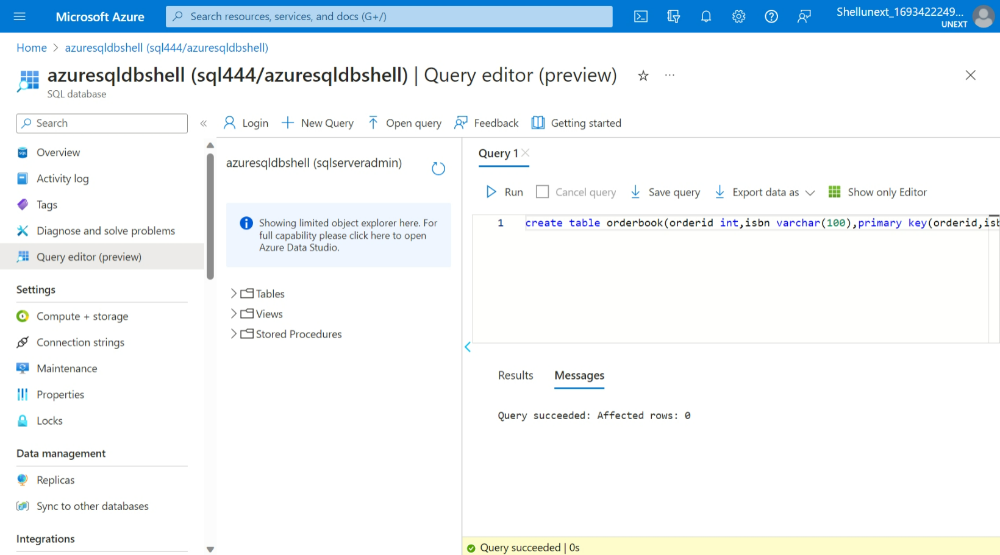 Microsoft Azure
Search resources, services, and docs (G+/)
Shellunext_1693422249...
UNEXT
Home > azuresqldbshell (sql444/azuresqldbshell)
azuresqldbshell (sql444/azuresqldbshell) | Query editor (preview)
SQL database
Search
Login
New Query
Open query
Feedback
Getting started
Overview
Activity log
Tags
Diagnose and solve problems
Query editor (preview)
Settings
Compute + storage
Connection strings
Maintenance
Properties
Locks
Data management
Replicas
Sync to other databases
Integrations
azuresqldbshell (sqlserveradmin)
Showing limited object explorer here. For
full capability please click here to open
Azure Data Studio.
Tables
Views
Stored Procedures
Query 1
Run
Cancel query
Save query
Export data as
Show only Editor
1 create table orderbook(orderid int,isbn varchar(100),primary key(orderid,isb
Results
Messages
Query succeeded: Affected rows: 0
Query succeeded | 0s